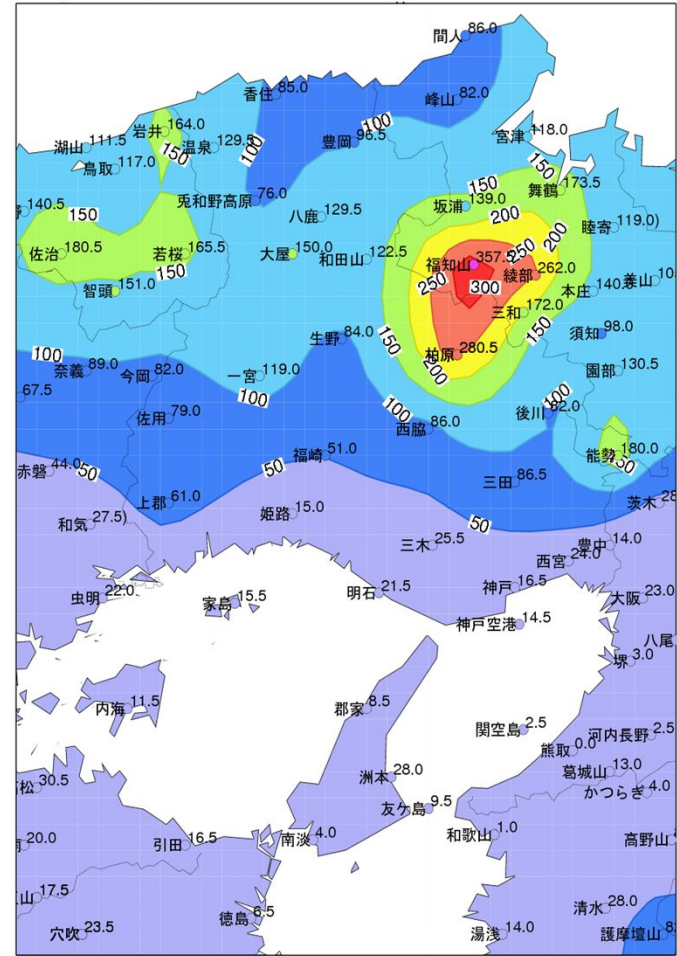 間人 86.0
香住 85.0
峰山 82.0
岩井 164.0
湖山 111.5
温泉 129.5
100
豊岡 96.5
100
宮津 118.0
鳥取 117.0
150
150
舞鶴 173.5
兎和野高原 76.0
坂浦 139.0
150
140.5
150
八鹿 129.5
200
睦寄 119.0)
佐治 180.5
若桜 165.5
大屋 150.0
和田山 122.5
福知山 357.5
250
200
綾部 262.0
150
智頭 151.0
250
300
本庄 140.
美山 10
三和 172.0
生野 84.0
150
150
須知 98.0
100
奈義 89.0
今岡 82.0
一宮 119.0
柏原 280.5
200
園部 130.5
67.5
100
100
100
佐用 79.0
西脇 86.0
後川 82.0
福崎 51.0
能勢 180.0
150
赤磐 44.0
50
50
三田 86.5
上郡 61.0
茨木 28
和気 27.5)
姫路 15.0
50
三木 25.5
豊中 14.0
西宮 24.0
虫明 22.0
家島 15.5
明石 21.5
神戸 16.5
大阪 23.0
神戸空港 14.5
八尾
堺 3.0
内海 11.5
郡家 8.5
関空島 2.5
河内長野 2.5
熊取 0.0
洲本 28.0
葛城山 13.0
松 30.5
かつらぎ 4.0
友ケ島 9.5
20.0
引田 16.5
南淡 4.0
和歌山 1.0
高野山
山 17.5
徳島 6.5
清水 28.0
穴吹 23.5
湯浅 14.0
護摩壇山 8